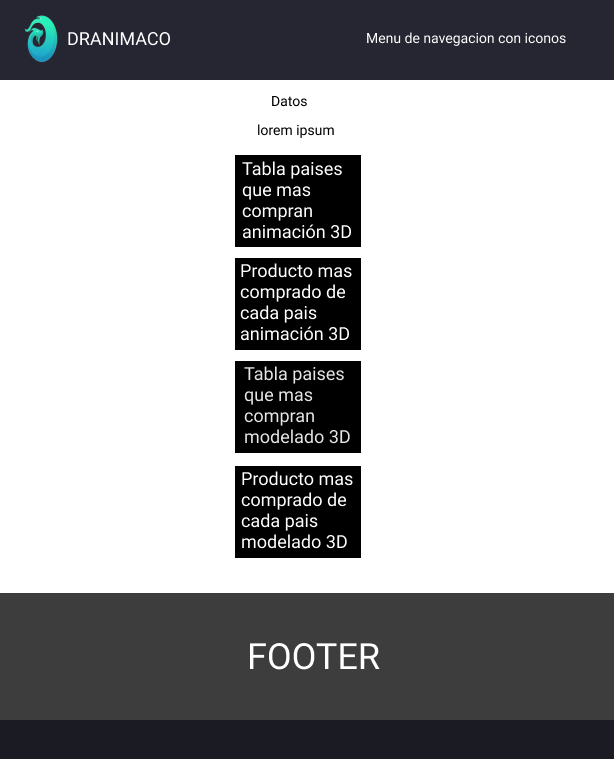 DRANIMACO
Menu de navegacion con iconos
Datos
lorem ipsum
Tabla paises
que mas
compran
animación 3D
Producto mas
comprado de
cada pais
animación 3D
Tabla paises
que mas
compran
modelado 3D
Producto mas
comprado de
cada pais
modelado 3D
FOOTER